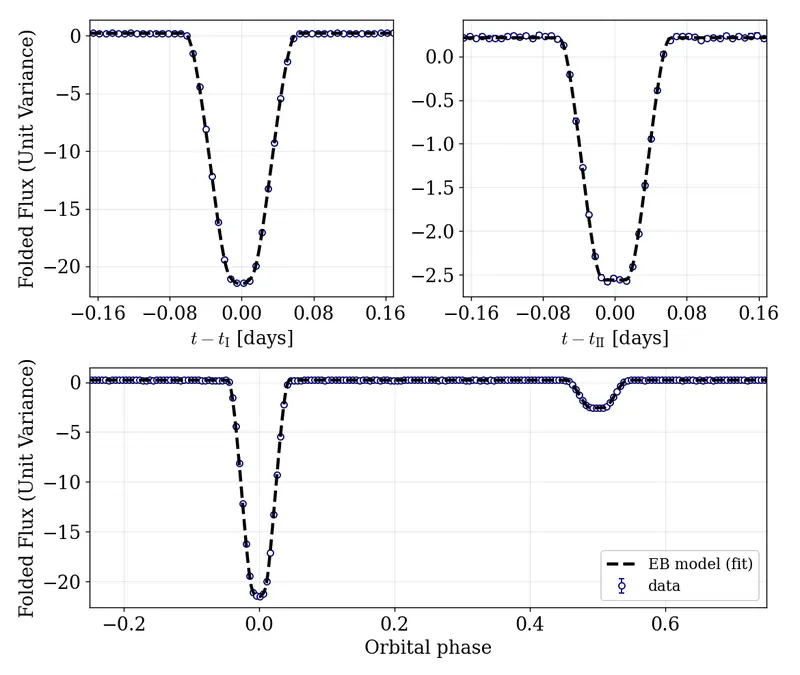 Folded Flux (Unit Variance)
0
−5
−10
−15
−20
−0.16 −0.08 0.00 0.08 0.16
t − tI [days]
0.0
−0.5
−1.0
−1.5
−2.0
−2.5
−0.16 −0.08 0.00 0.08 0.16
t − tII [days]
Folded Flux (Unit Variance)
0
−5
−10
−15
−20
−0.2 0.0 0.2 0.4 0.6
Orbital phase
EB model (fit)
data